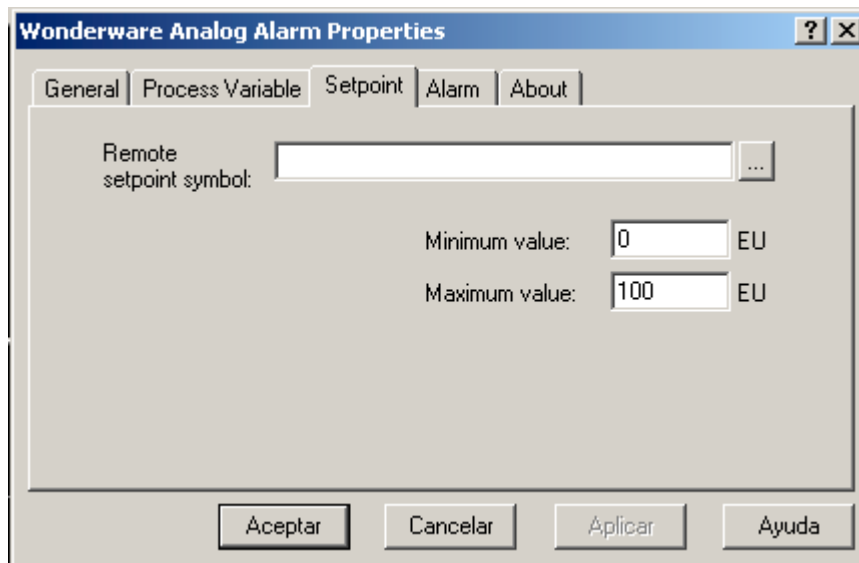 Wonderware Analog Alarm Properties
General Process Variable Setpoint Alarm About
Remote
setpoint symbol: ...
Minimum value: 0 EU
Maximum value: 100 EU
Aceptar Cancelar Aplicar Ayuda